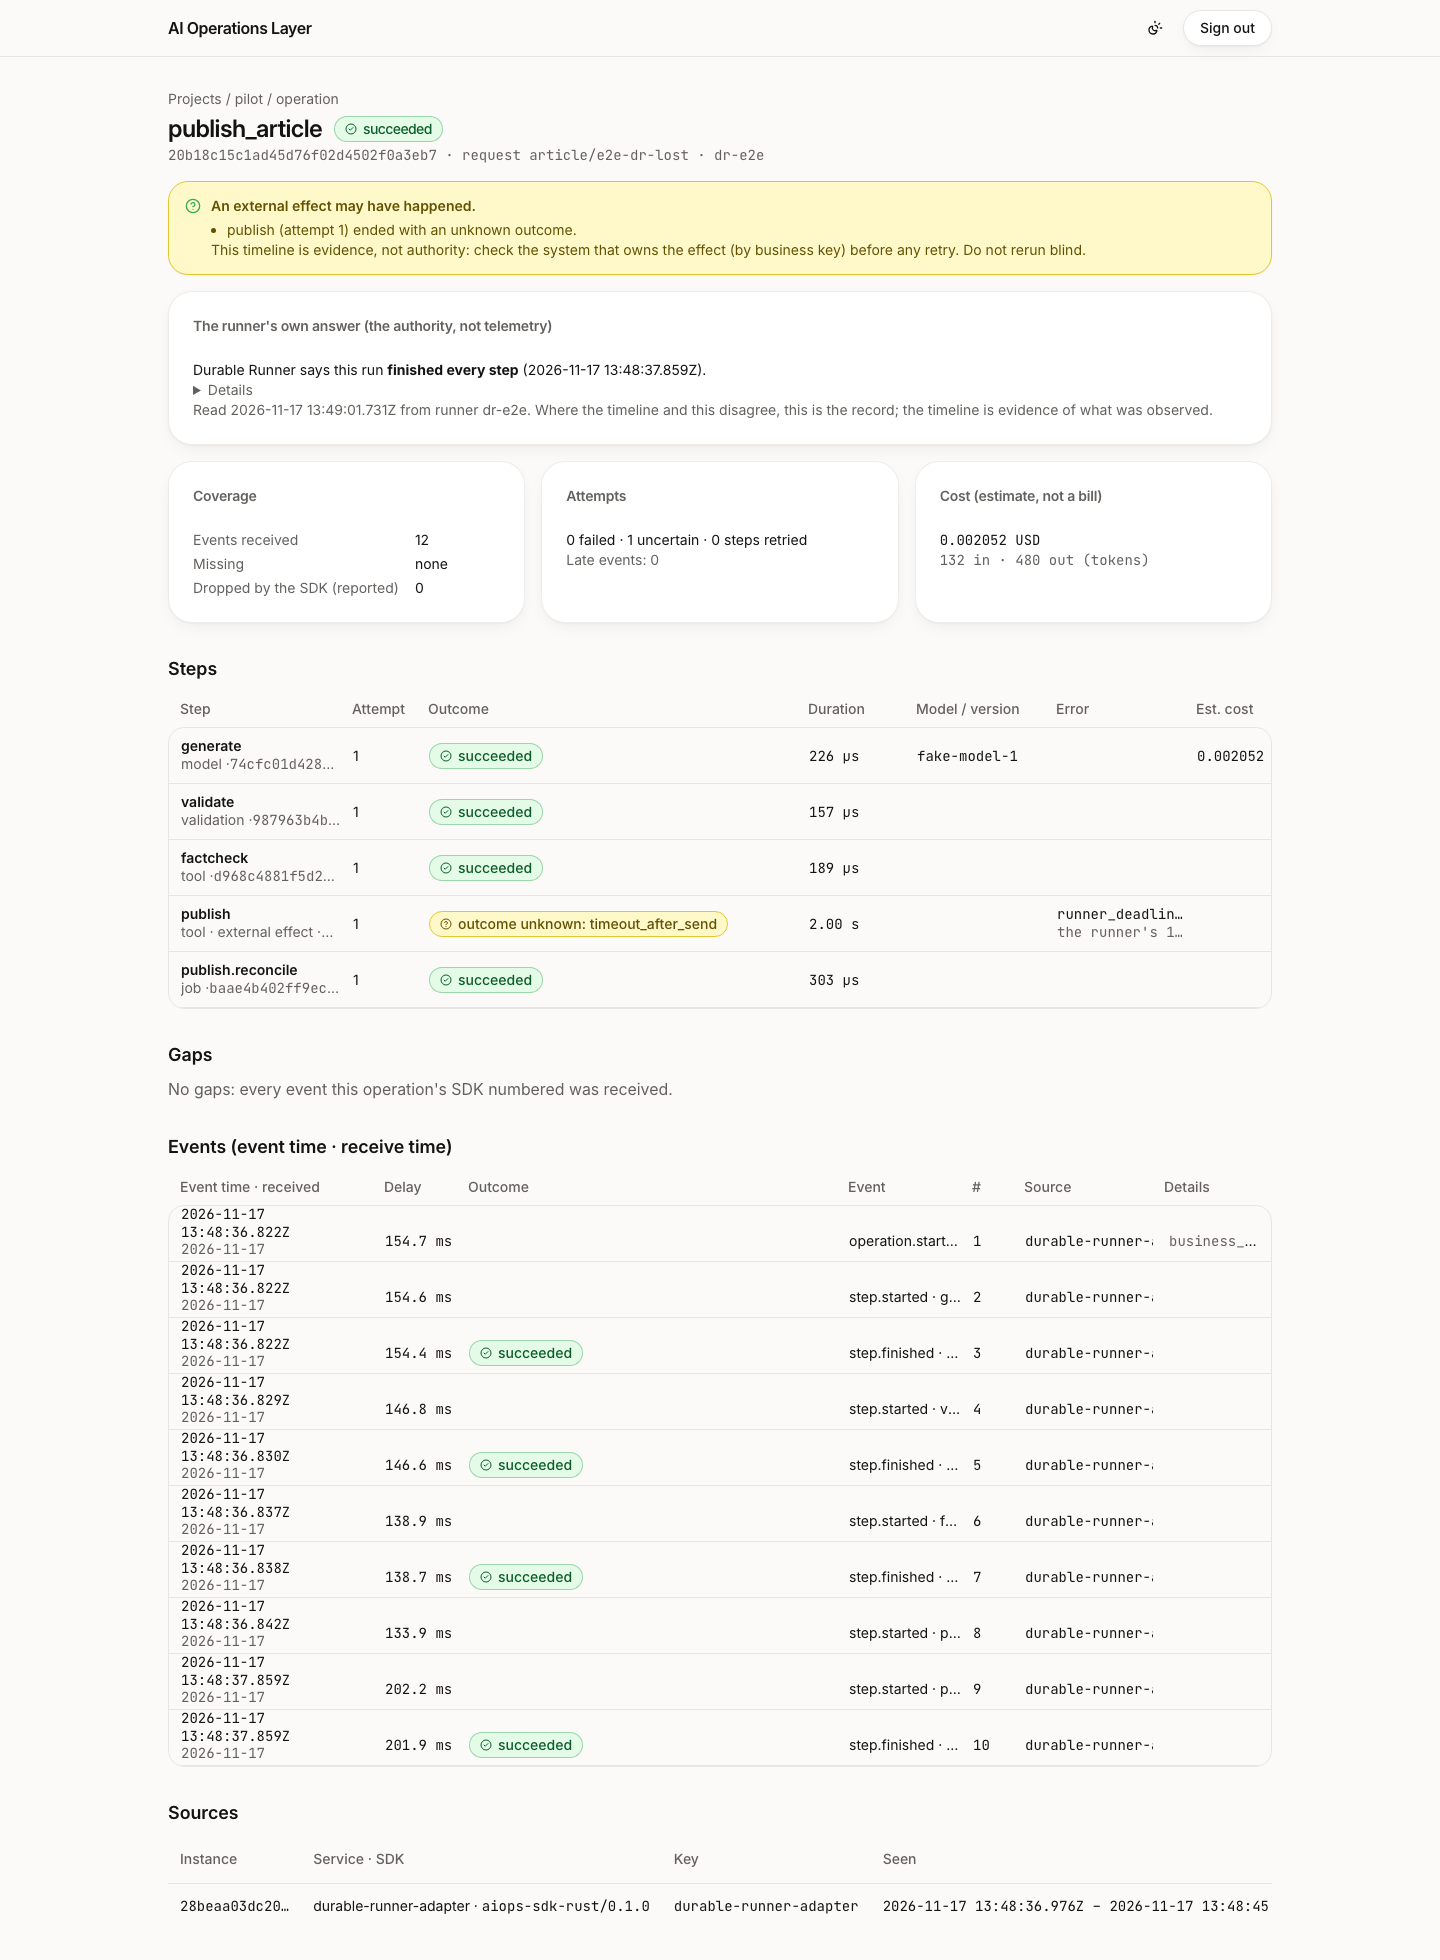 AI Operations Layer
Sign out
Projects / pilot / operation
publish_article
succeeded
20b18c15c1ad45d76f02d4502f0a3eb7 · request article/e2e-dr-lost · dr-e2e
An external effect may have happened.
• publish (attempt 1) ended with an unknown outcome.
This timeline is evidence, not authority: check the system that owns the effect (by business key) before any retry. Do not rerun blind.
The runner's own answer (the authority, not telemetry)
Durable Runner says this run finished every step (2026-11-17 13:48:37.859Z).
Details
Read 2026-11-17 13:49:01.731Z from runner dr-e2e. Where the timeline and this disagree, this is the record; the timeline is evidence of what was observed.
Coverage
Events received 12
Missing none
Dropped by the SDK (reported) 0
Attempts
0 failed · 1 uncertain · 0 steps retried
Late events: 0
Cost (estimate, not a bill)
0.002052 USD
132 in · 480 out (tokens)
Steps
Step Attempt Outcome Duration Model / version Error Est. cost
generate
model ·74cfc01d428…
1 succeeded 226 µs fake-model-1 0.002052
validate
validation ·987963b4b…
1 succeeded 157 µs
factcheck
tool ·d968c4881f5d2…
1 succeeded 189 µs
publish
tool · external effect ·…
1 outcome unknown: timeout_after_send 2.00 s
runner_deadlin…
the runner's 1…
publish.reconcile
job ·baae4b402ff9ec…
1 succeeded 303 µs
Gaps
No gaps: every event this operation's SDK numbered was received.
Events (event time · receive time)
Event time · received Delay Outcome Event # Source Details
2026-11-17
13:48:36.822Z
2026-11-17
154.7 ms operation.start… 1 durable-runner- business_…
2026-11-17
13:48:36.822Z
2026-11-17
154.6 ms step.started · g… 2 durable-runner-
2026-11-17
13:48:36.822Z
2026-11-17
154.4 ms succeeded step.finished · … 3 durable-runner-
2026-11-17
13:48:36.829Z
2026-11-17
146.8 ms step.started · v… 4 durable-runner-
2026-11-17
13:48:36.830Z
2026-11-17
146.6 ms succeeded step.finished · … 5 durable-runner-
2026-11-17
13:48:36.837Z
2026-11-17
138.9 ms step.started · f… 6 durable-runner-
2026-11-17
13:48:36.838Z
2026-11-17
138.7 ms succeeded step.finished · … 7 durable-runner-
2026-11-17
13:48:36.842Z
2026-11-17
133.9 ms step.started · p… 8 durable-runner-
2026-11-17
13:48:37.859Z
2026-11-17
202.2 ms step.started · p… 9 durable-runner-
2026-11-17
13:48:37.859Z
2026-11-17
201.9 ms succeeded step.finished · … 10 durable-runner-
Sources
Instance Service · SDK Key Seen
28beaa03dc20… durable-runner-adapter · aiops-sdk-rust/0.1.0 durable-runner-adapter 2026-11-17 13:48:36.976Z – 2026-11-17 13:48:45